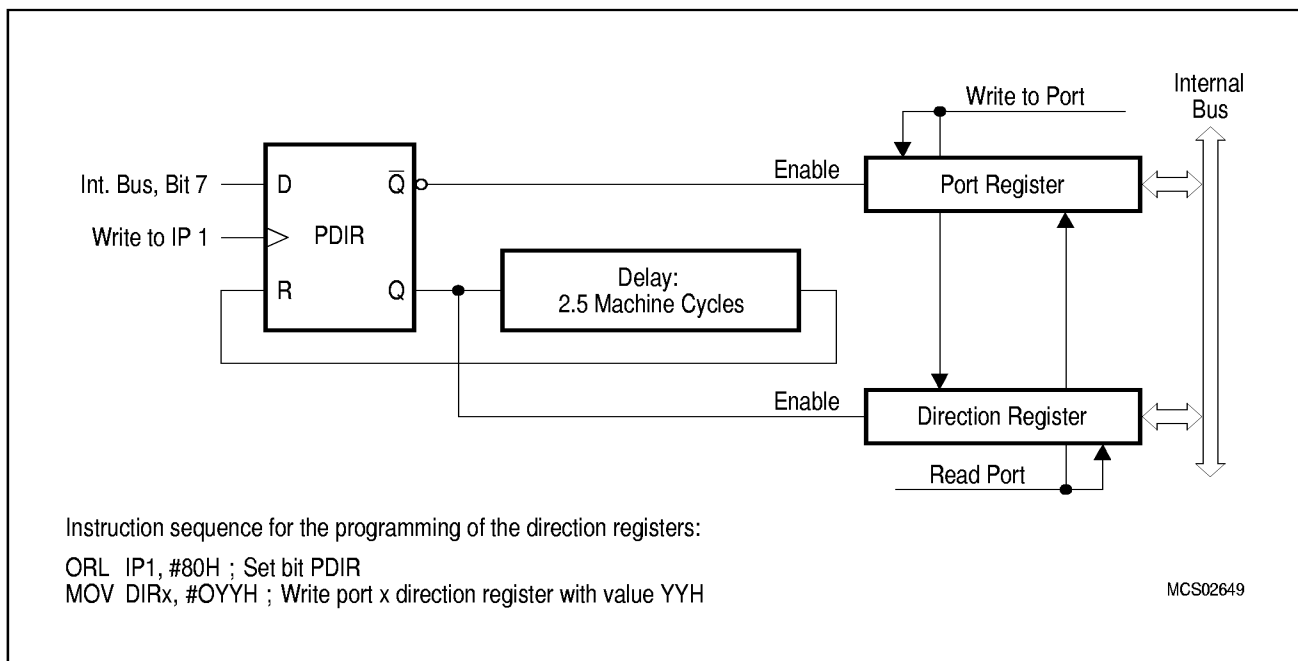 Write to Port
Internal
Bus
Int. Bus, Bit 7
D
Q̅
Enable
Port Register
Write to IP 1
PDIR
R
Q
Delay:
2.5 Machine Cycles
Enable
Direction Register
Read Port
Instruction sequence for the programming of the direction registers:
ORL IP1, #80H ; Set bit PDIR
MOV DIRx, #OYYH ; Write port x direction register with value YYH
MCS02649